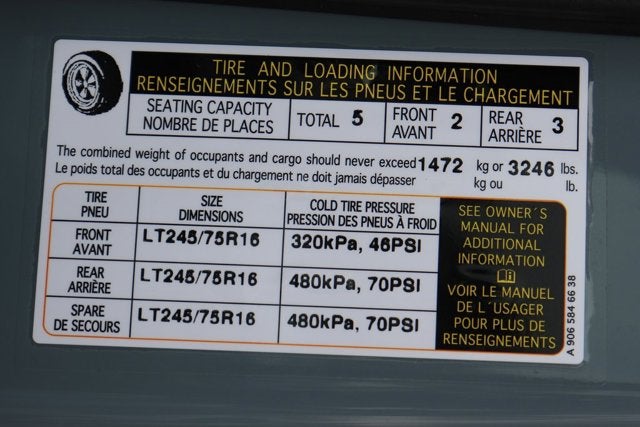 TIRE AND LOADING INFORMATION
RENSEIGNEMENTS SUR LES PNEUS ET LE CHARGEMENT
SEATING CAPACITY
NOMBRE DE PLACES
TOTAL 5
FRONT
AVANT 2
REAR
ARRIÈRE 3
The combined weight of occupants and cargo should never exceed 1472 kg or 3246 lbs.
Le poids total des occupants et du chargement ne doit jamais dépasser kg ou lb.
TIRE
PNEU
SIZE
DIMENSIONS
COLD TIRE PRESSURE
PRESSION DES PNEUS À FROID
FRONT
AVANT
LT245/75R16
320kPa, 46PSI
REAR
ARRIÈRE
LT245/75R16
480kPa, 70PSI
SPARE
DE SECOURS
LT245/75R16
480kPa, 70PSI
SEE OWNER´S
MANUAL FOR
ADDITIONAL
INFORMATION
VOIR LE MANUEL
DE L´USAGER
POUR PLUS DE
RENSEIGNEMENTS
A 906 584 66 38